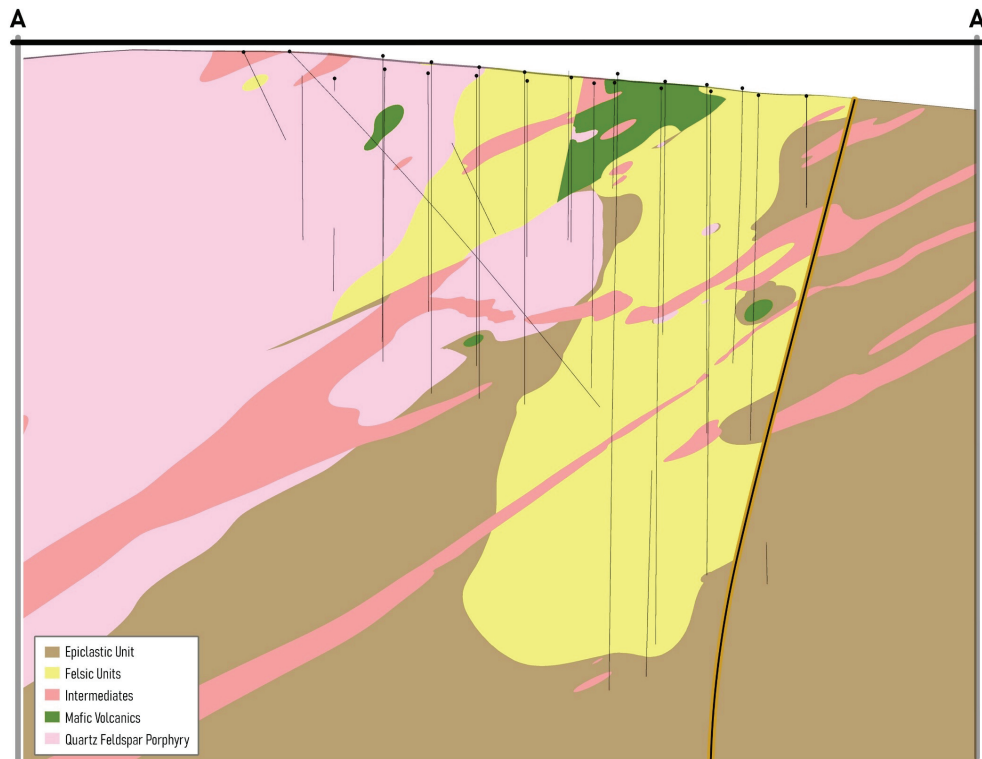 A A
Epiclastic Unit
Felsic Units
Intermediates
Mafic Volcanics
Quartz Feldspar Porphyry